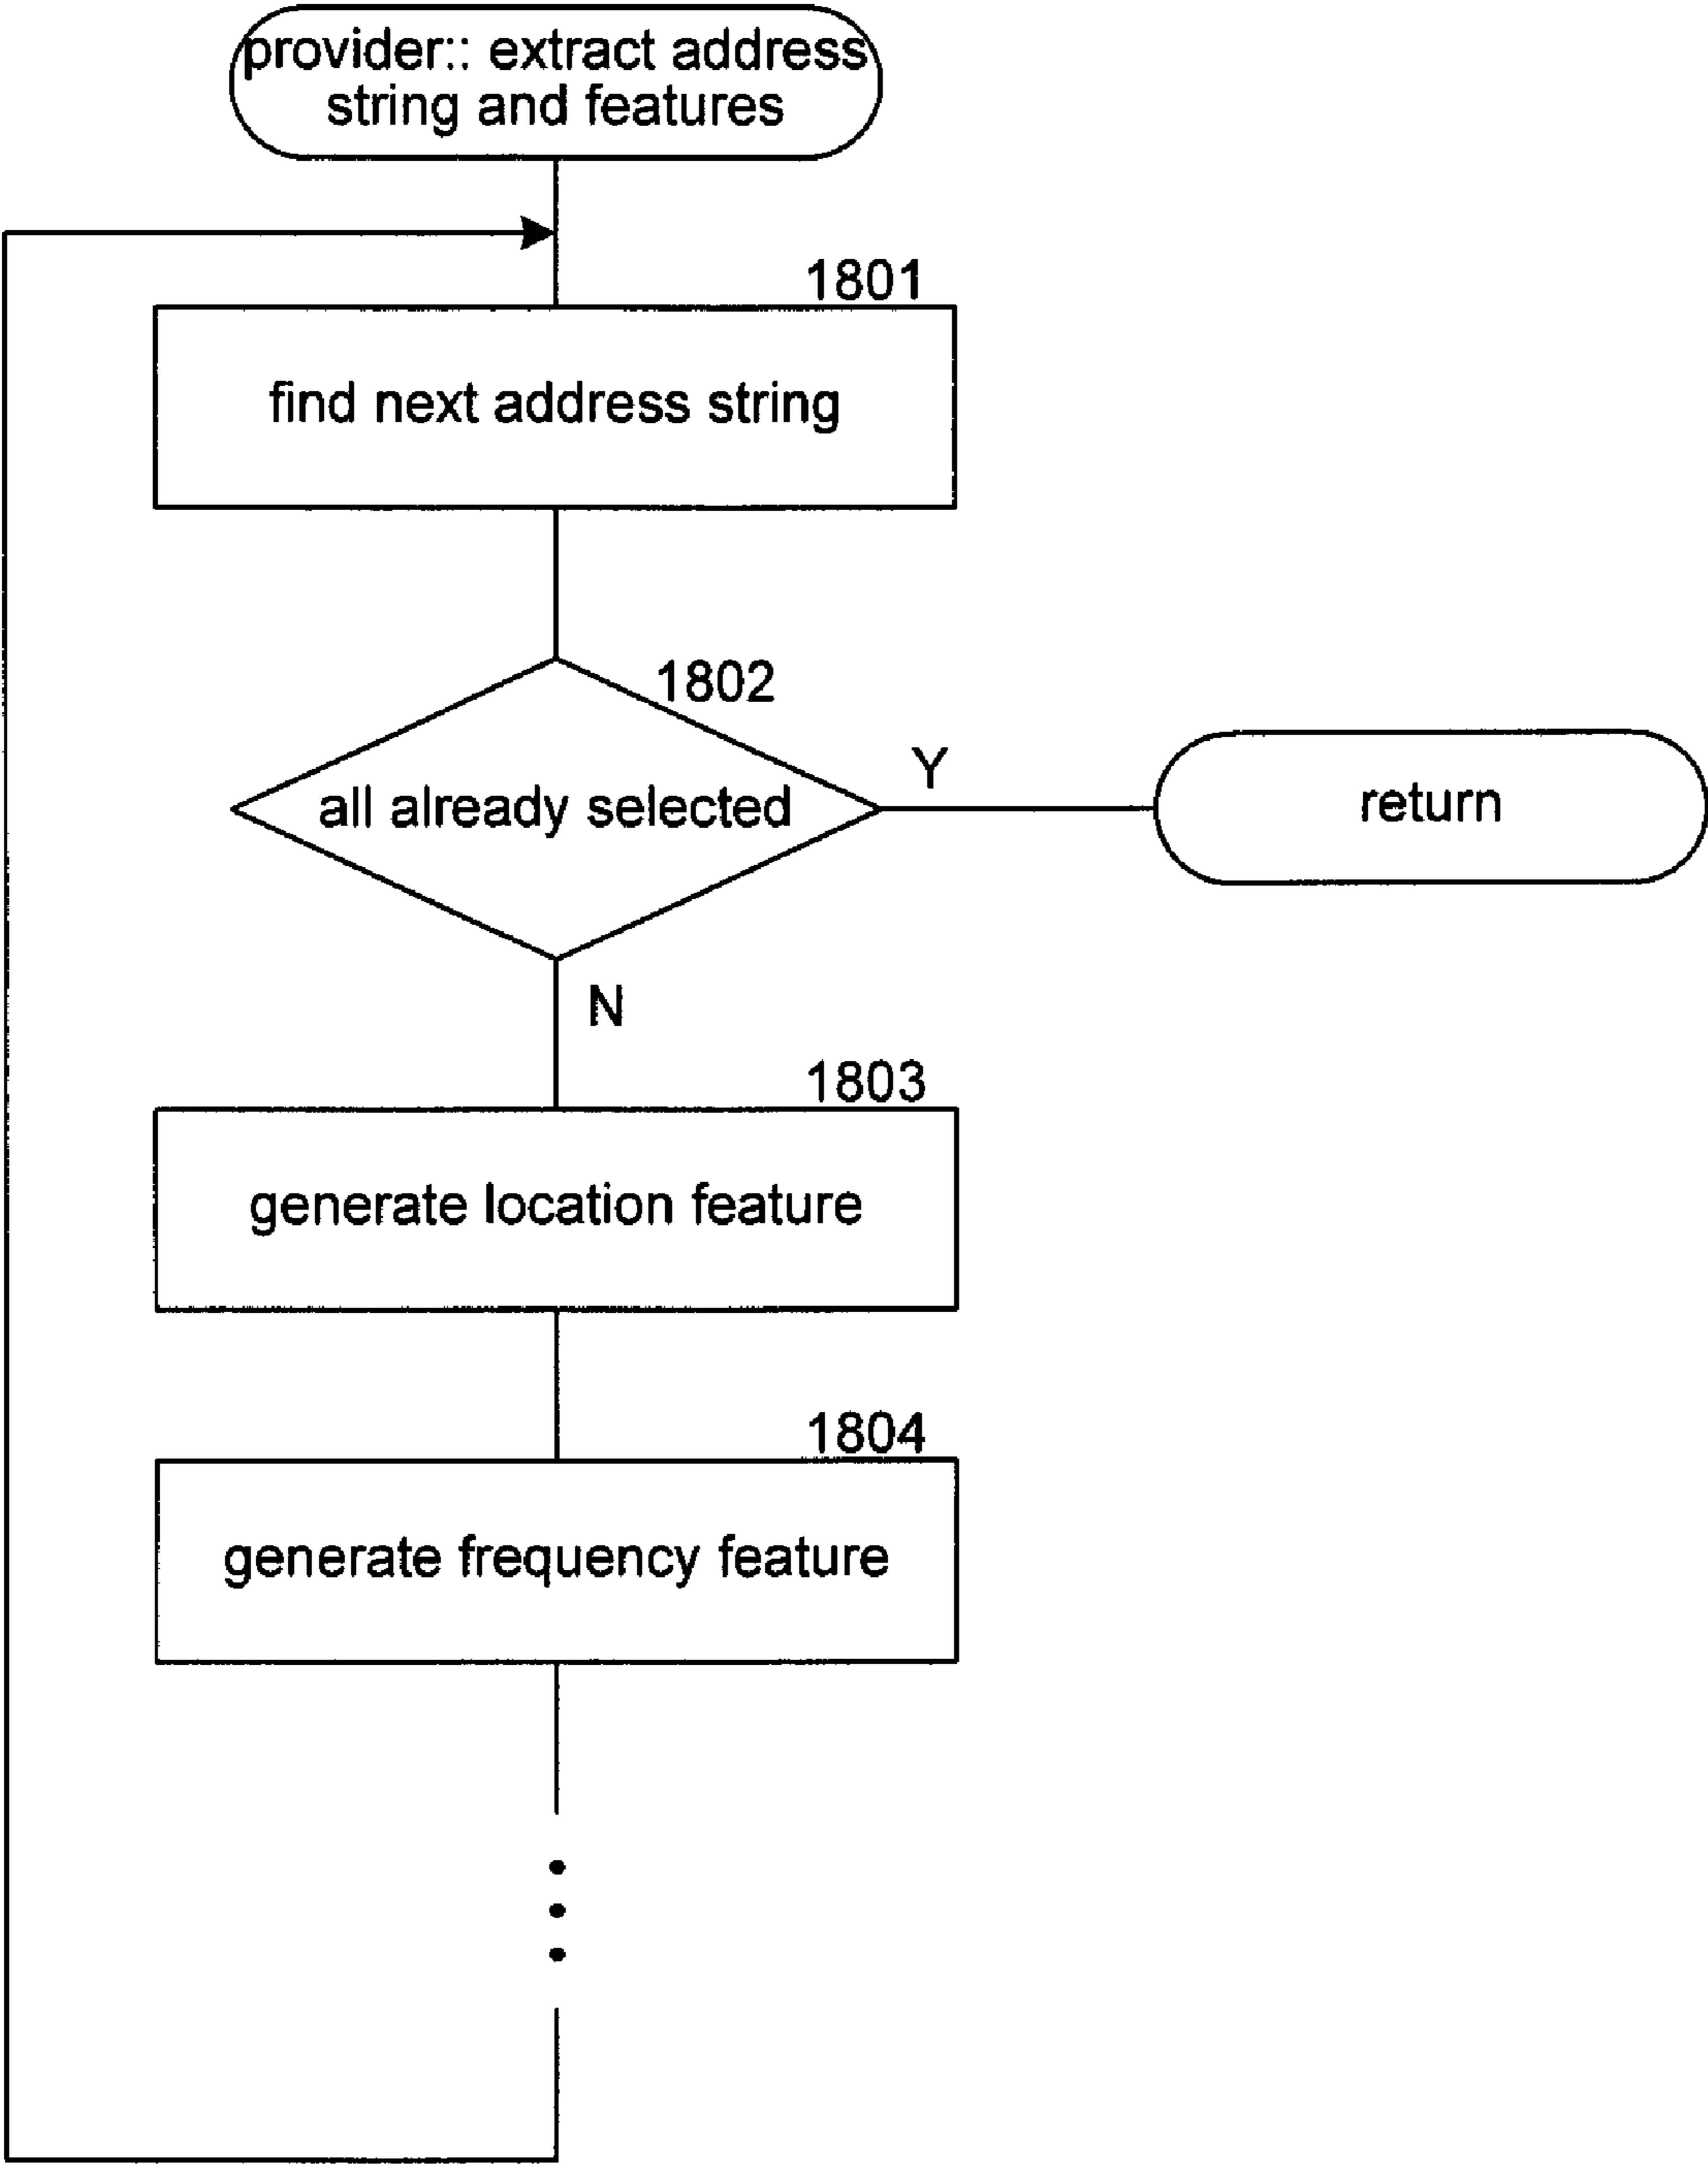 provider:: extract address
string and features
1801
find next address string
1802
all already selected
Y
return
N
1803
generate location feature
1804
generate frequency feature